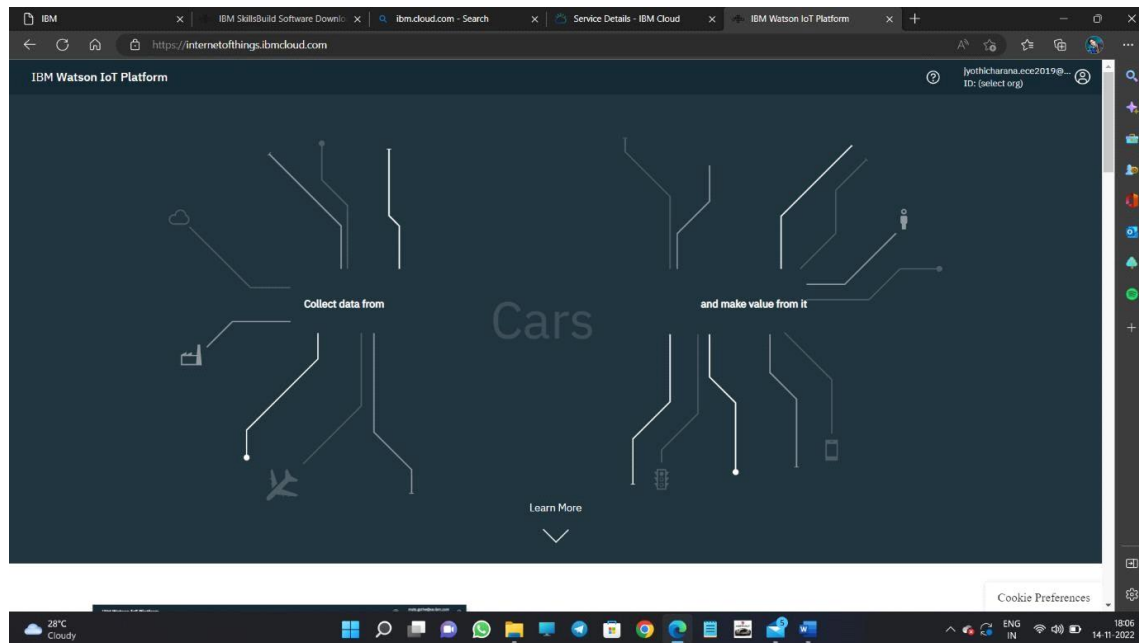 IBM
IBM SkillsBuild Software Downlo
ibm.cloud.com - Search
Service Details - IBM Cloud
IBM Watson IoT Platform
https://internetofthings.ibmcloud.com
IBM Watson IoT Platform
jyothicharana.ece2019@...
ID: (select org)
Collect data from
Cars
and make value from it
Learn More
Cookie Preferences
28°C
Cloudy
ENG
IN
18:06
14-11-2022